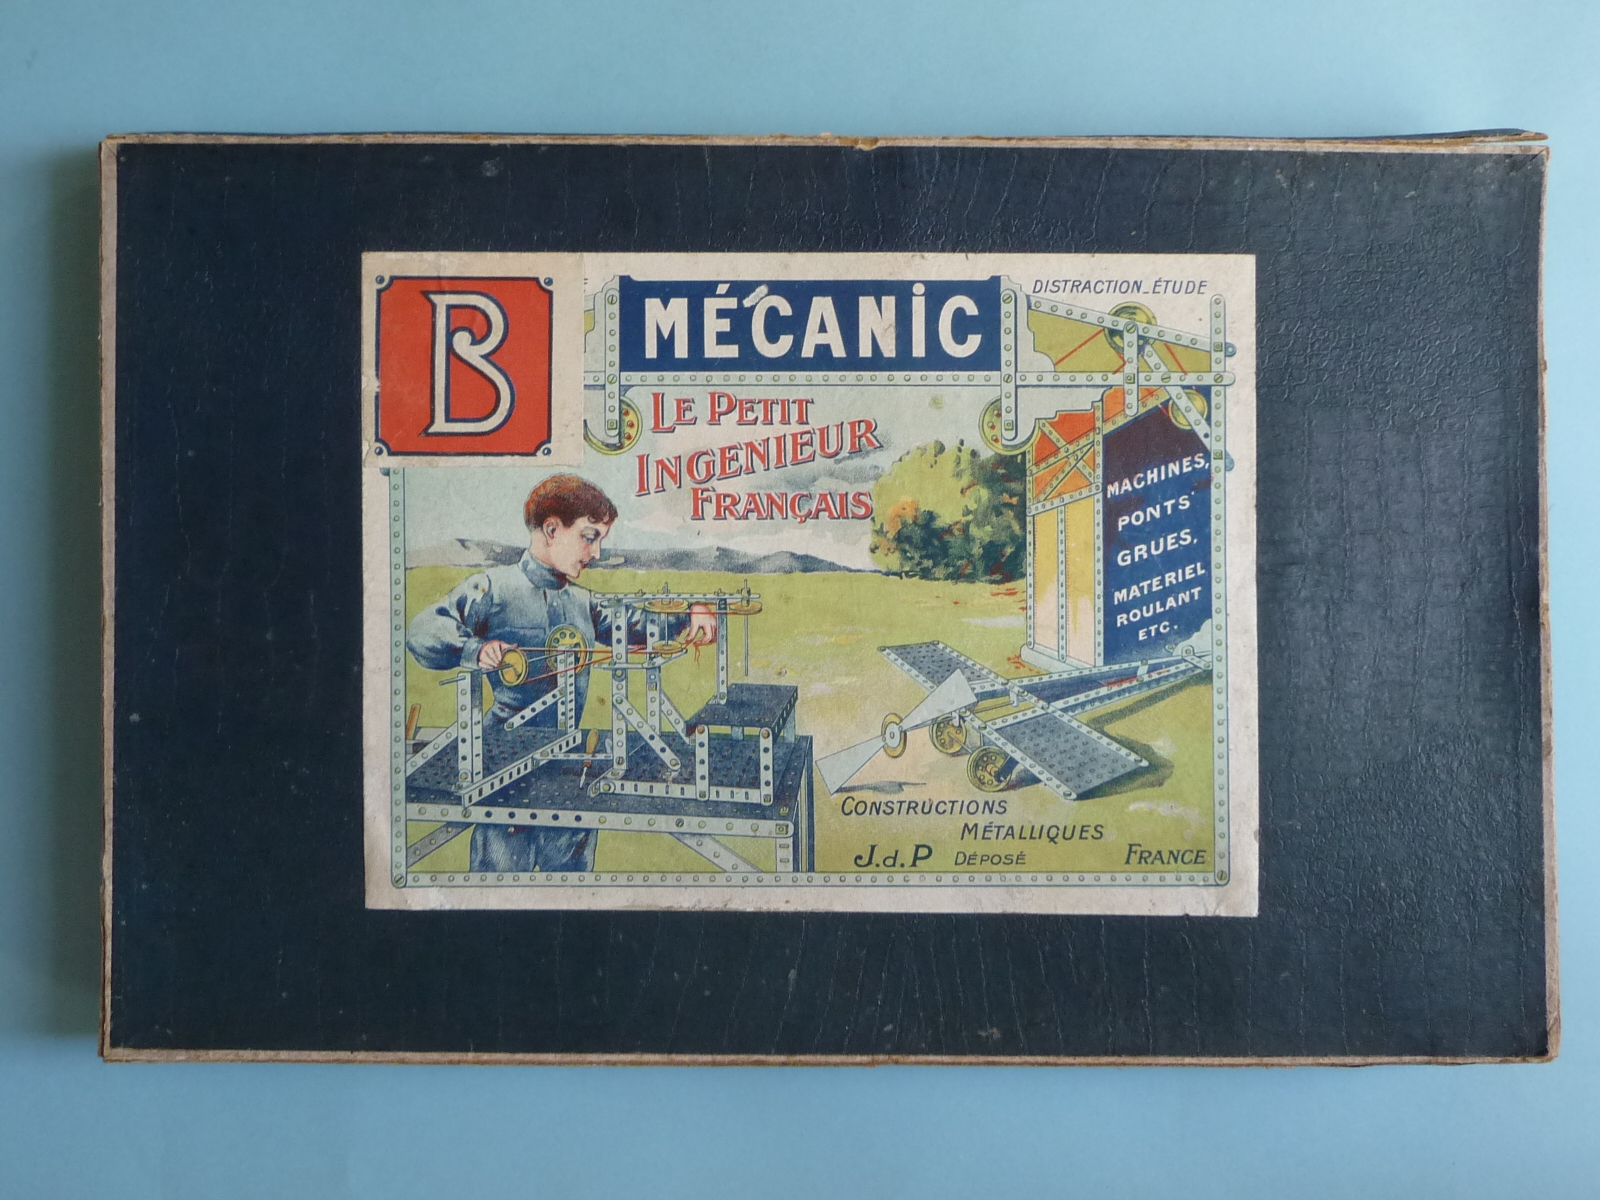 B
MÉCANiC
DISTRACTION_ÉTUDE
LE PETIT
INGENIEUR
FRANÇAIS
MACHINES,
PONTS
GRUES,
MATERIEL
ROULANT
ETC.
CONSTRUCTIONS
MÉTALLIQUES
J.d.P DÉPOSÉ FRANCE